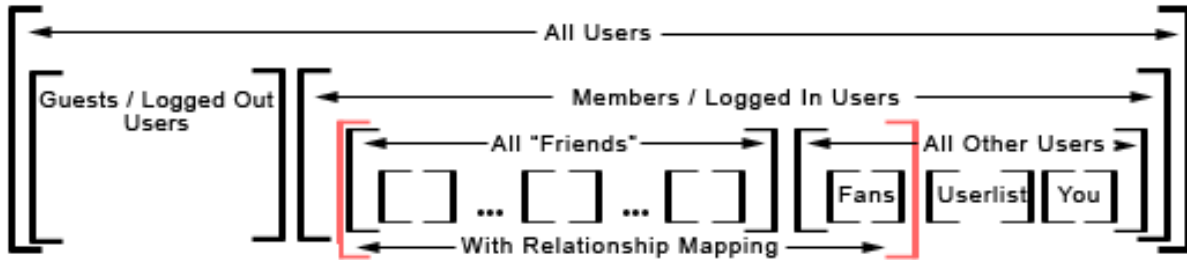 All Users
Guests / Logged Out
Users
Members / Logged In Users
All "Friends"
All Other Users
... ...
Fans
Userlist
You
With Relationship Mapping